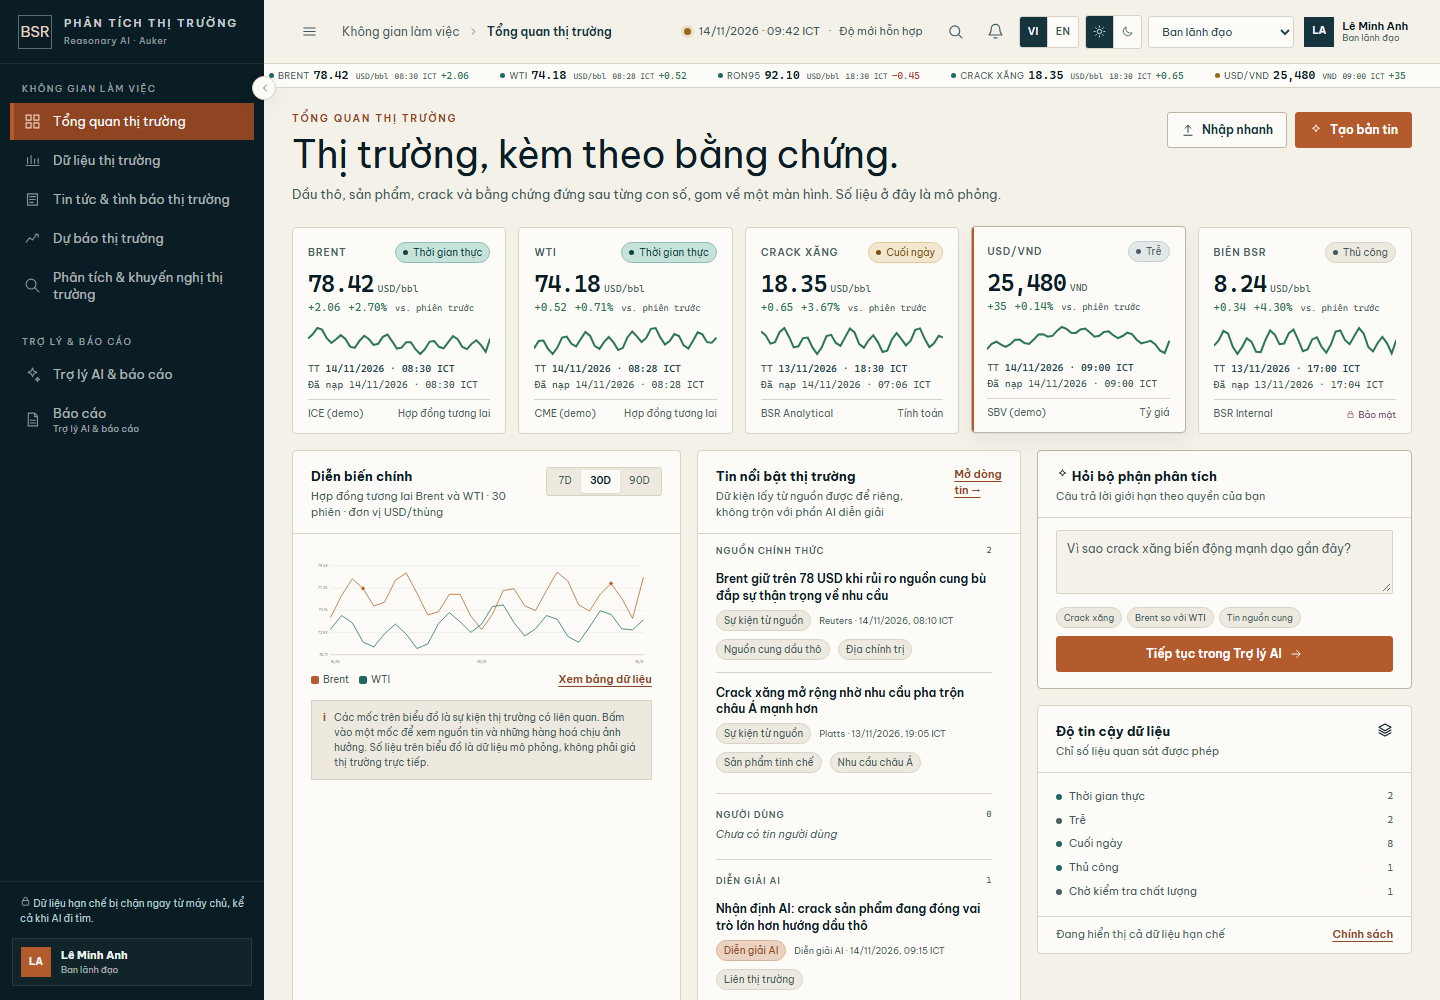 BSR
PHÂN TÍCH THỊ TRƯỜNG
Reasonary AI · Auker
KHÔNG GIAN LÀM VIỆC
Tổng quan thị trường
Dữ liệu thị trường
Tin tức & tình báo thị trường
Dự báo thị trường
Phân tích & khuyến nghị thị
trường
TRỢ LÝ & BÁO CÁO
Trợ lý AI & báo cáo
Báo cáo
Trợ lý AI & báo cáo
Dữ liệu hạn chế bị chặn ngay từ máy chủ, kể
cả khi AI đi tìm.
LA
Lê Minh Anh
Ban lãnh đạo
Không gian làm việc
Tổng quan thị trường
14/11/2026 · 09:42 ICT · Độ mới hỗn hợp
VI
EN
Ban lãnh đạo
LA
Lê Minh Anh
Ban lãnh đạo
BRENT 78.42 USD/bbl 08:30 ICT +2.06
WTI 74.18 USD/bbl 08:28 ICT +0.52
RON95 92.10 USD/bbl 18:30 ICT −0.45
CRACK XĂNG 18.35 USD/bbl 18:30 ICT +0.65
USD/VND 25,480 VND 09:00 ICT +35
TỔNG QUAN THỊ TRƯỜNG
Thị trường, kèm theo bằng chứng.
Dầu thô, sản phẩm, crack và bằng chứng đứng sau từng con số, gom về một màn hình. Số liệu ở đây là mô phỏng.
Nhập nhanh
Tạo bản tin
BRENT
Thời gian thực
78.42 USD/bbl
+2.06 +2.70% vs. phiên trước
TT 14/11/2026 · 08:30 ICT
Đã nạp 14/11/2026 · 08:30 ICT
ICE (demo)
Hợp đồng tương lai
WTI
Thời gian thực
74.18 USD/bbl
+0.52 +0.71% vs. phiên trước
TT 14/11/2026 · 08:28 ICT
Đã nạp 14/11/2026 · 08:28 ICT
CME (demo)
Hợp đồng tương lai
CRACK XĂNG
Cuối ngày
18.35 USD/bbl
+0.65 +3.67% vs. phiên trước
TT 13/11/2026 · 18:30 ICT
Đã nạp 14/11/2026 · 07:06 ICT
BSR Analytical
Tính toán
USD/VND
Trễ
25,480 VND
+35 +0.14% vs. phiên trước
TT 14/11/2026 · 09:00 ICT
Đã nạp 14/11/2026 · 09:00 ICT
SBV (demo)
Tỷ giá
BIÊN BSR
Thủ công
8.24 USD/bbl
+0.34 +4.30% vs. phiên trước
TT 13/11/2026 · 17:00 ICT
Đã nạp 13/11/2026 · 17:04 ICT
BSR Internal
Bảo mật
Diễn biến chính
Hợp đồng tương lai Brent và WTI · 30
phiên · đơn vị USD/thùng
7D
30D
90D
Brent
WTI
Xem bảng dữ liệu
i
Các mốc trên biểu đồ là sự kiện thị trường có liên quan. Bấm
vào một mốc để xem nguồn tin và những hàng hoá chịu ảnh
hưởng. Số liệu trên biểu đồ là dữ liệu mô phỏng, không phải giá
thị trường trực tiếp.
Tin nổi bật thị trường
Dữ kiện lấy từ nguồn được để riêng,
không trộn với phần AI diễn giải
Mở dòng
tin →
NGUỒN CHÍNH THỨC
2
Brent giữ trên 78 USD khi rủi ro nguồn cung bù
đắp sự thận trọng về nhu cầu
Sự kiện từ nguồn
Reuters · 14/11/2026, 08:10 ICT
Nguồn cung dầu thô
Địa chính trị
Crack xăng mở rộng nhờ nhu cầu pha trộn
châu Á mạnh hơn
Sự kiện từ nguồn
Platts · 13/11/2026, 19:05 ICT
Sản phẩm tinh chế
Nhu cầu châu Á
NGƯỜI DÙNG
0
Chưa có tin người dùng
DIỄN GIẢI AI
1
Nhận định AI: crack sản phẩm đang đóng vai
trò lớn hơn hướng dầu thô
Diễn giải AI
Diễn giải AI · 14/11/2026, 09:15 ICT
Liên thị trường
Hỏi bộ phận phân tích
Câu trả lời giới hạn theo quyền của bạn
Vì sao crack xăng biến động mạnh dạo gần đây?
Crack xăng
Brent so với WTI
Tin nguồn cung
Tiếp tục trong Trợ lý AI →
Độ tin cậy dữ liệu
Chỉ số liệu quan sát được phép
Thời gian thực
2
Trễ
2
Cuối ngày
8
Thủ công
1
Chờ kiểm tra chất lượng
1
Đang hiển thị cả dữ liệu hạn chế
Chính sách